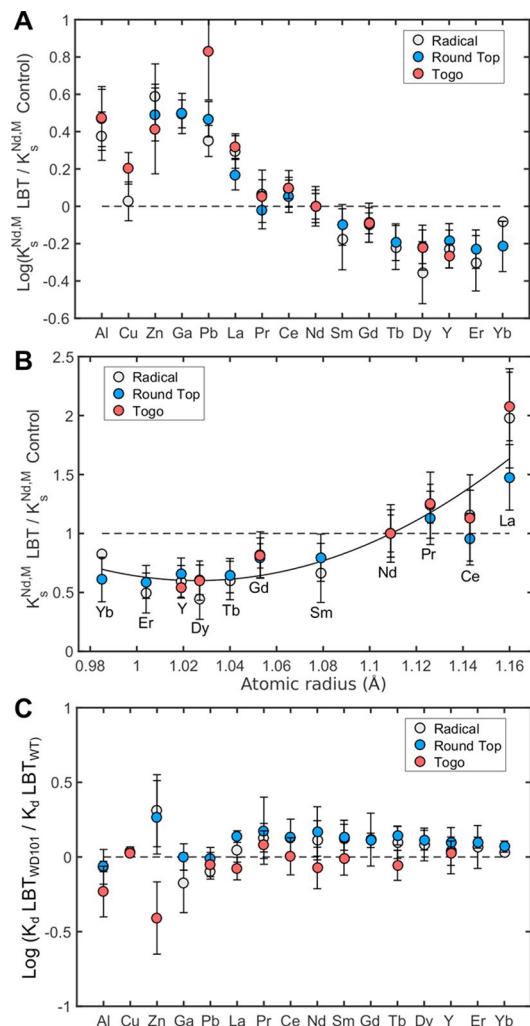 A
Log(K_s^{Nd,M} LBT / K_s^{Nd,M} Control)
1
0.8
0.6
0.4
0.2
0
-0.2
-0.4
-0.6
Radical
Round Top
Togo
Al Cu Zn Ga Pb La Pr Ce Nd Sm Gd Tb Dy Y Er Yb
B
K_s^{Nd,M} LBT / K_s^{Nd,M} Control
2.5
2
1.5
1
0.5
0
Radical
Round Top
Togo
Yb
Er
Y
Dy
Tb
Gd
Sm
Nd
Pr
Ce
La
0.98 1 1.02 1.04 1.06 1.08 1.1 1.12 1.14 1.16
Atomic radius (Å)
C
Log (K_d LBT_WD101 / K_d LBT_WT)
1
0.5
0
-0.5
-1
Radical
Round Top
Togo
Al Cu Zn Ga Pb La Pr Ce Nd Sm Gd Tb Dy Y Er Yb